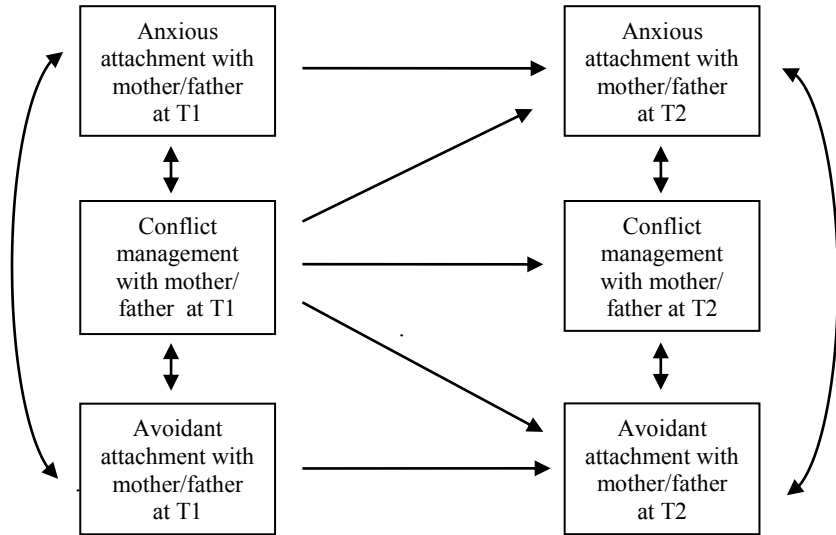 Anxious
attachment with
mother/father
at T1
Anxious
attachment with
mother/father
at T2
Conflict
management
with mother/
father at T1
Conflict
management
with mother/
father at T2
Avoidant
attachment with
mother/father
at T1
Avoidant
attachment with
mother/father
at T2